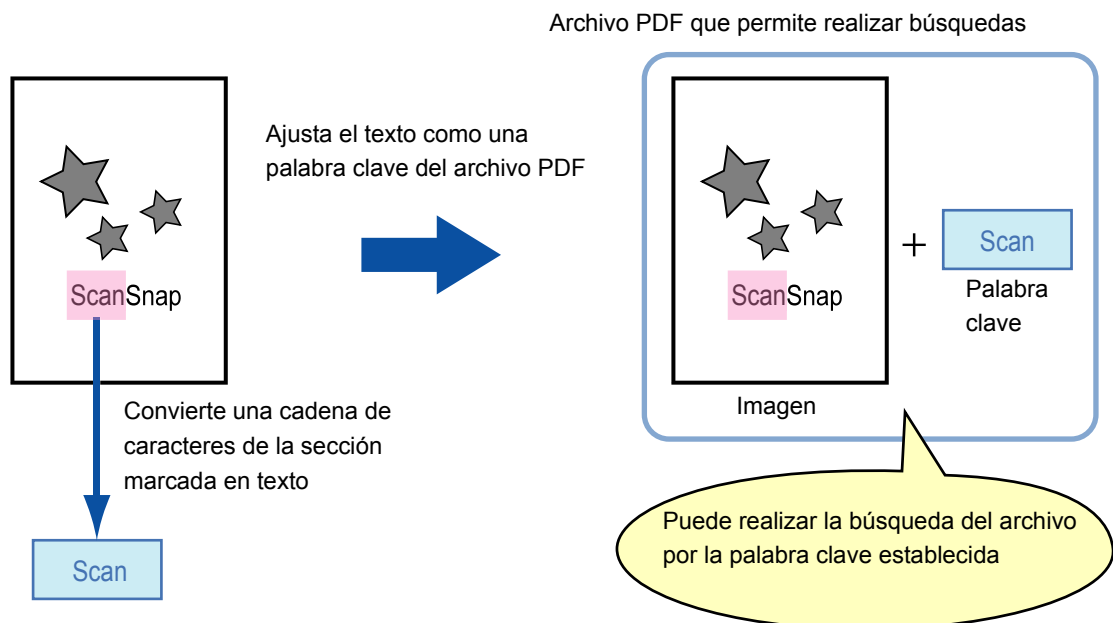 Archivo PDF que permite realizar búsquedas
Ajusta el texto como una
palabra clave del archivo PDF
ScanSnap
Convierte una cadena de
caracteres de la sección
marcada en texto
Scan
ScanSnap
+
Scan
Palabra
clave
Imagen
Puede realizar la búsqueda del archivo
por la palabra clave establecida